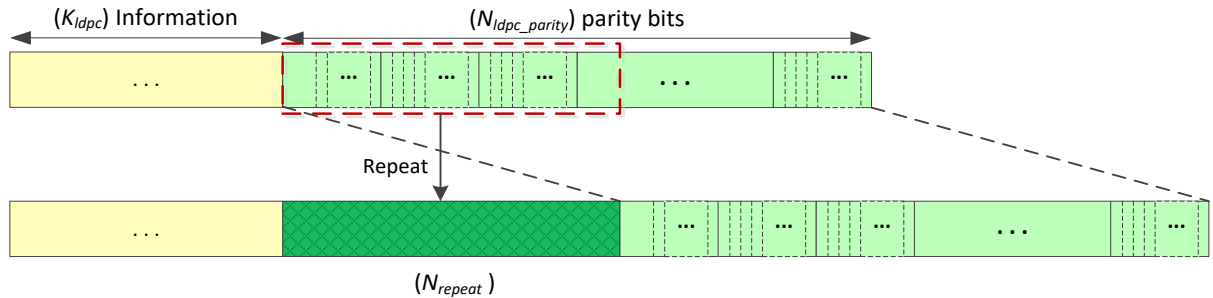 (K_ldpc) Information
(N_ldpc_parity) parity bits
... ... ... ... ... ...
Repeat
... ... ... ... ... ...
(N_repeat )